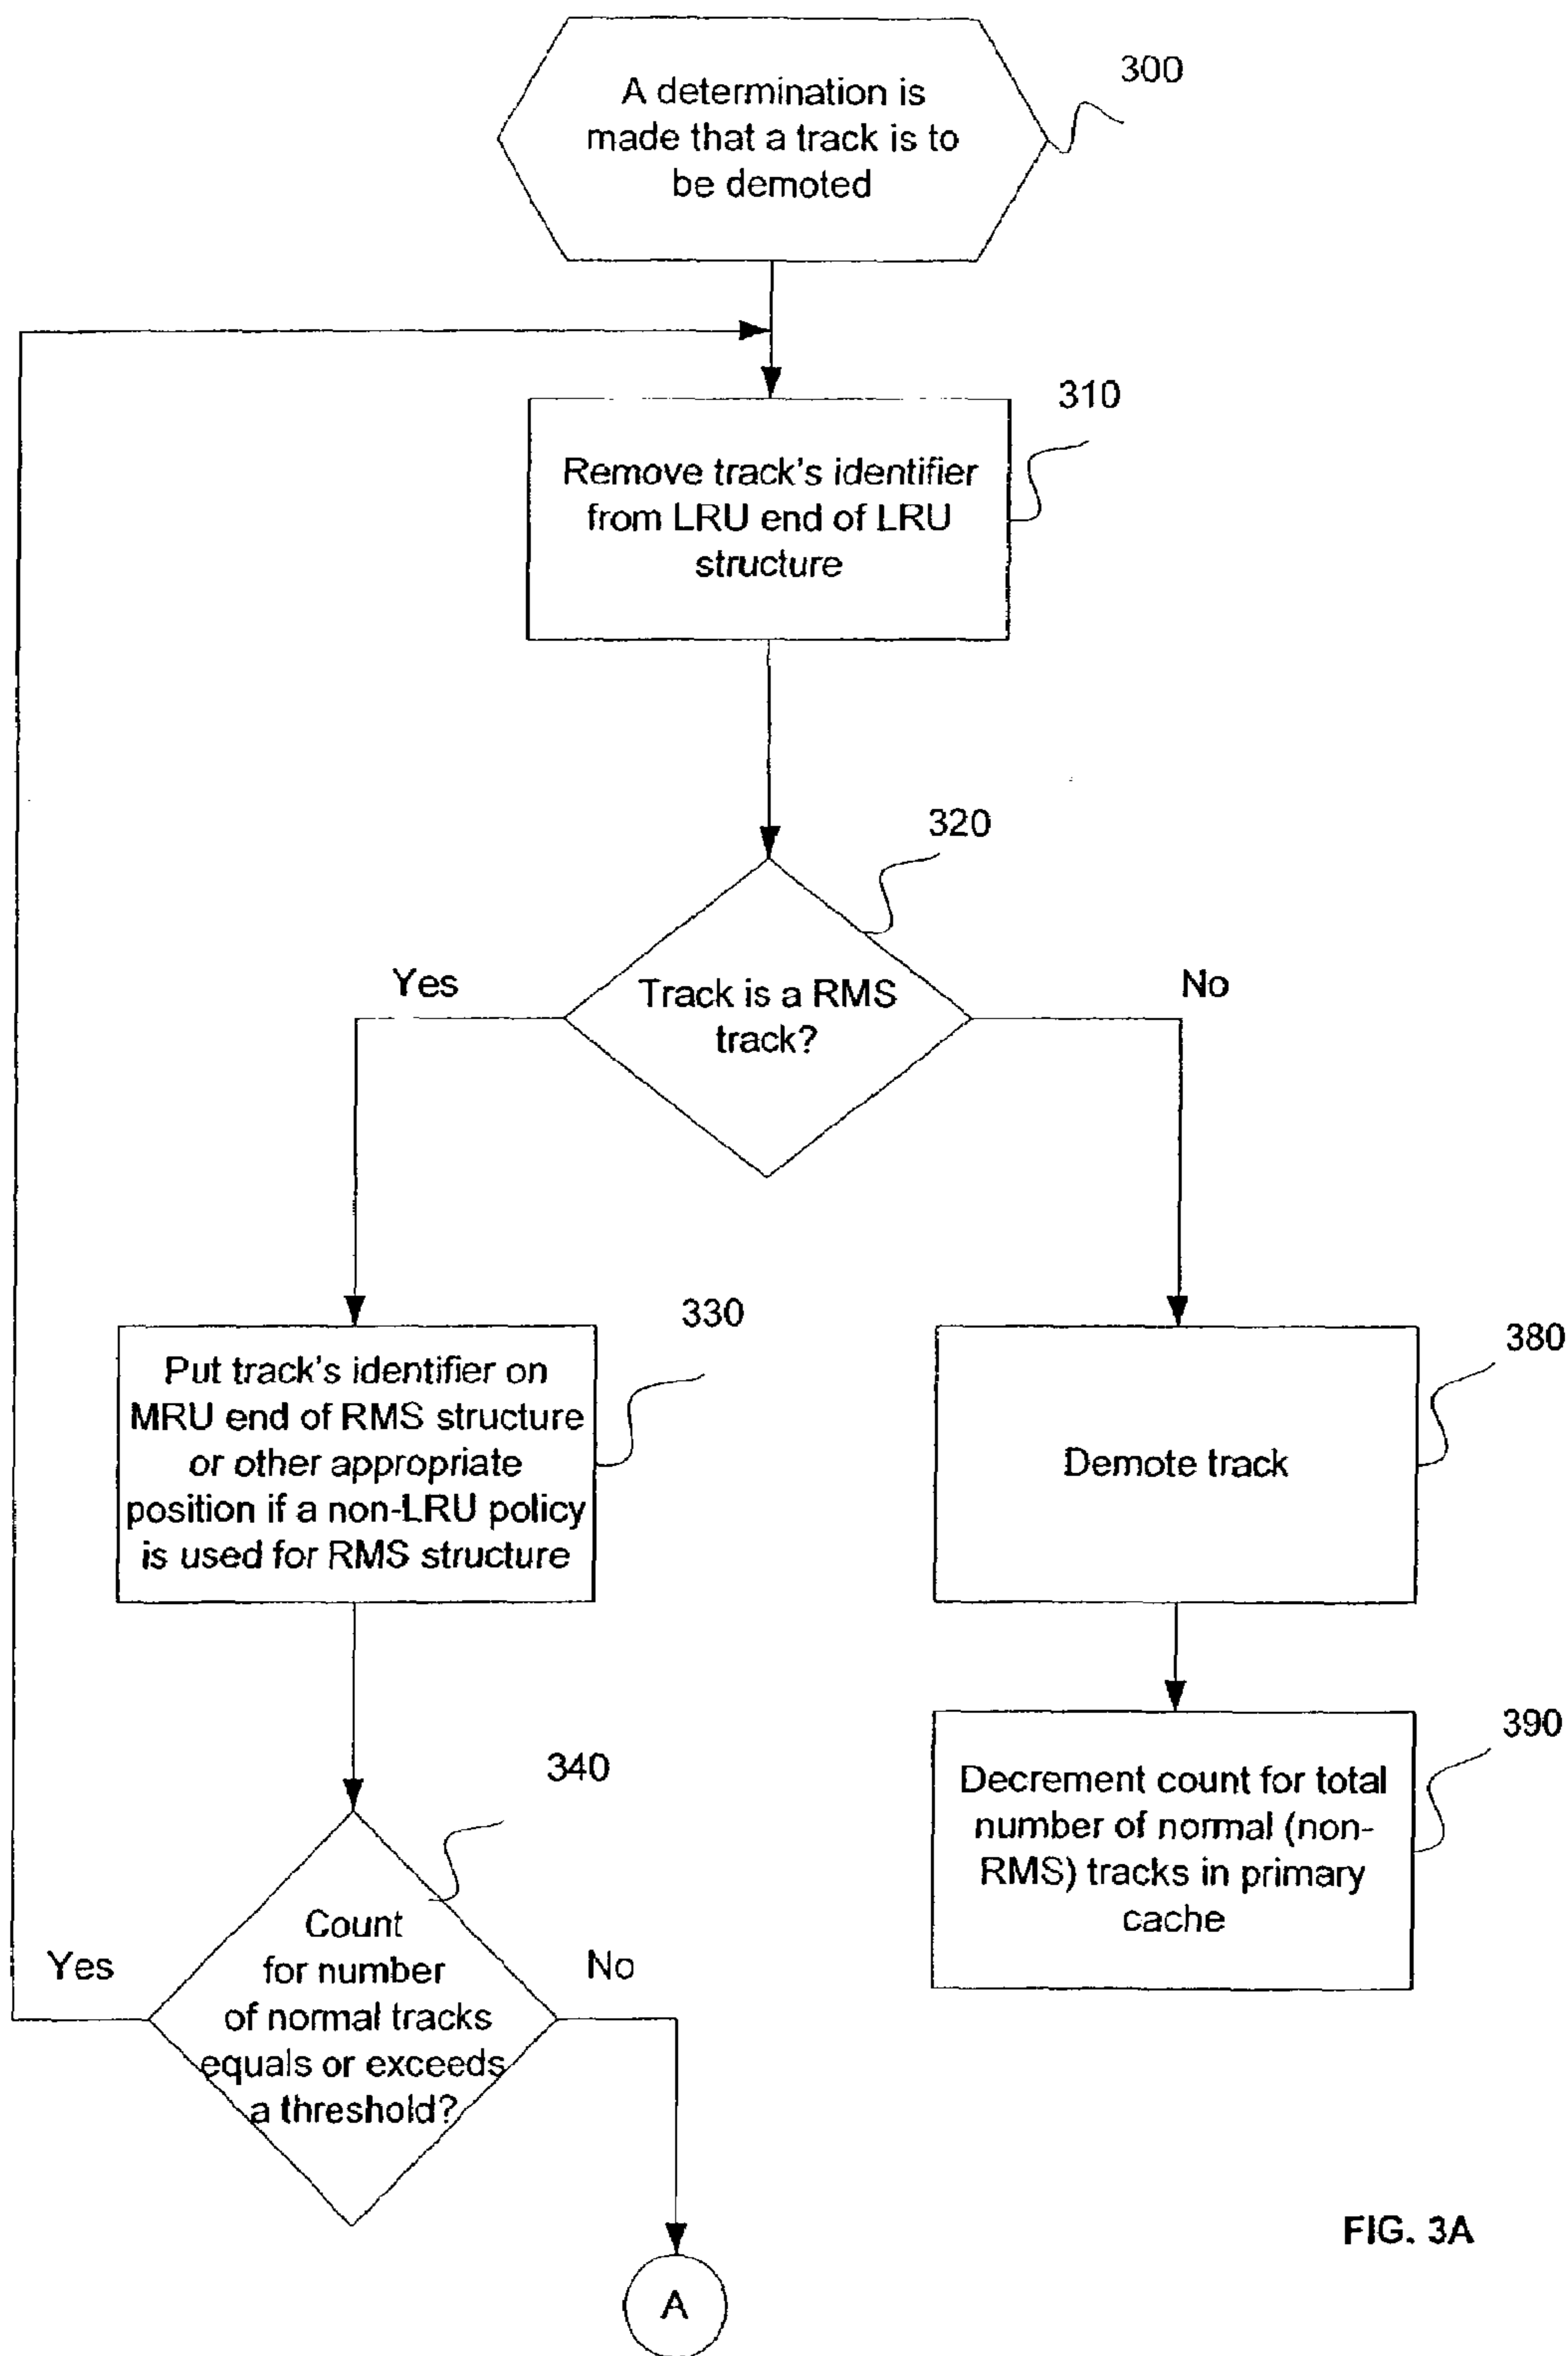 A determination is
made that a track is to
be demoted
300
310
Remove track's identifier
from LRU end of LRU
structure
320
Yes
Track is a RMS
track?
No
330
Put track's identifier on
MRU end of RMS structure
or other appropriate
position if a non-LRU policy
is used for RMS structure
380
Demote track
390
Decrement count for total
number of normal (non-
RMS) tracks in primary
cache
340
Yes
Count
for number
of normal tracks
equals or exceeds
a threshold?
No
FIG. 3A
A